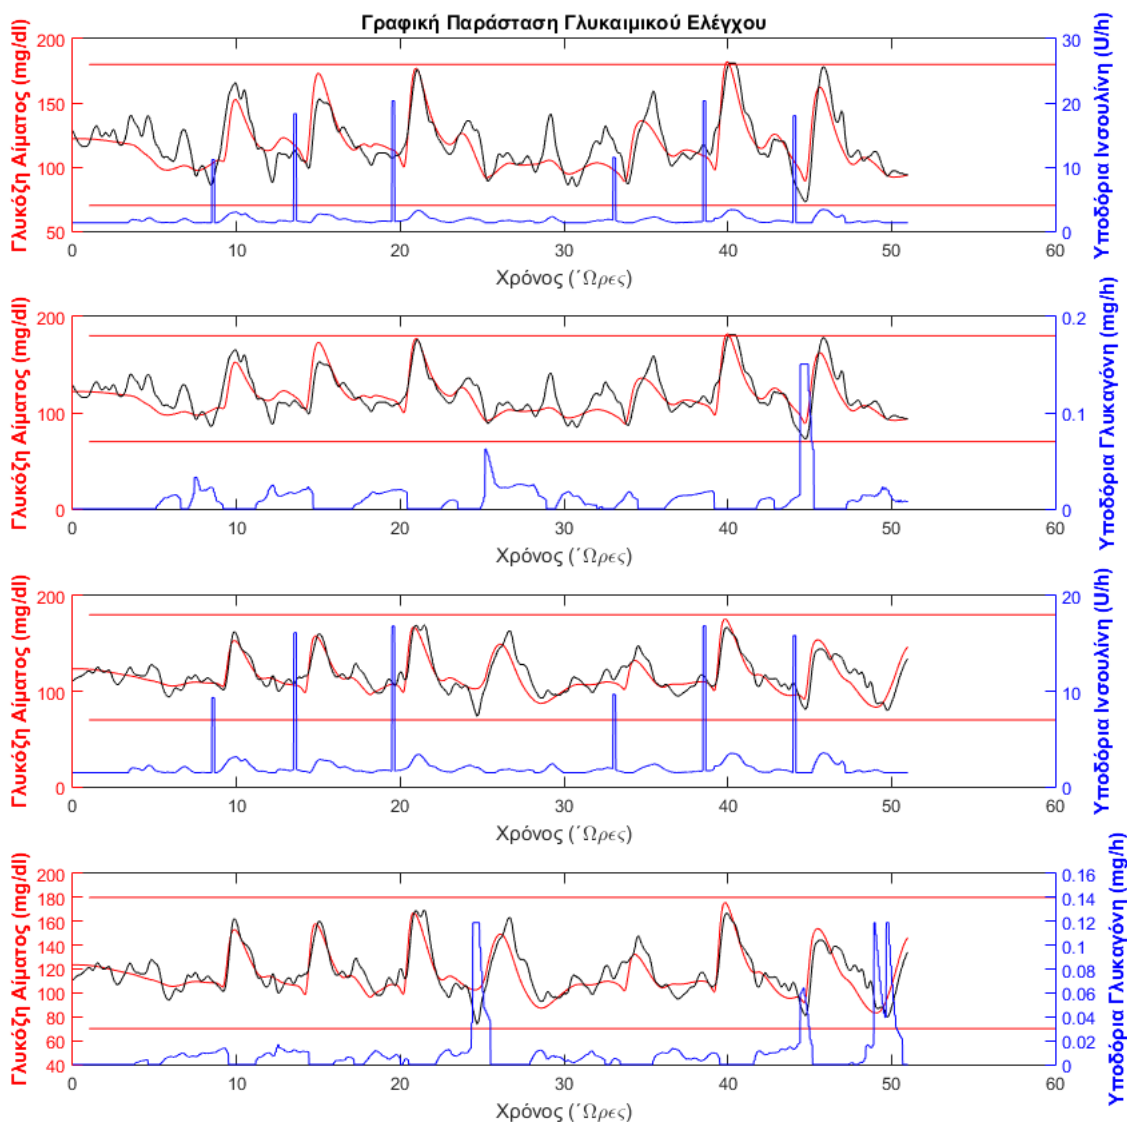 Γραφική Παράσταση Γλυκαιμικού Ελέγχου
Γλυκόζη Αίματος (mg/dl)
200
150
100
50
30
20
10
0
Υποδόρια Ινσουλίνη (U/h)
0 10 20 30 40 50 60
Χρόνος (΄Ωρες)
Γλυκόζη Αίματος (mg/dl)
200
100
0
0.2
0.1
0
Υποδόρια Γλυκαγόνη (mg/h)
0 10 20 30 40 50 60
Χρόνος (΄Ωρες)
Γλυκόζη Αίματος (mg/dl)
200
100
0
20
10
0
Υποδόρια Ινσουλίνη (U/h)
0 10 20 30 40 50 60
Χρόνος (΄Ωρες)
Γλυκόζη Αίματος (mg/dl)
200
180
160
140
120
100
80
60
40
0.16
0.14
0.12
0.1
0.08
0.06
0.04
0.02
0
Υποδόρια Γλυκαγόνη (mg/h)
0 10 20 30 40 50 60
Χρόνος (΄Ωρες)